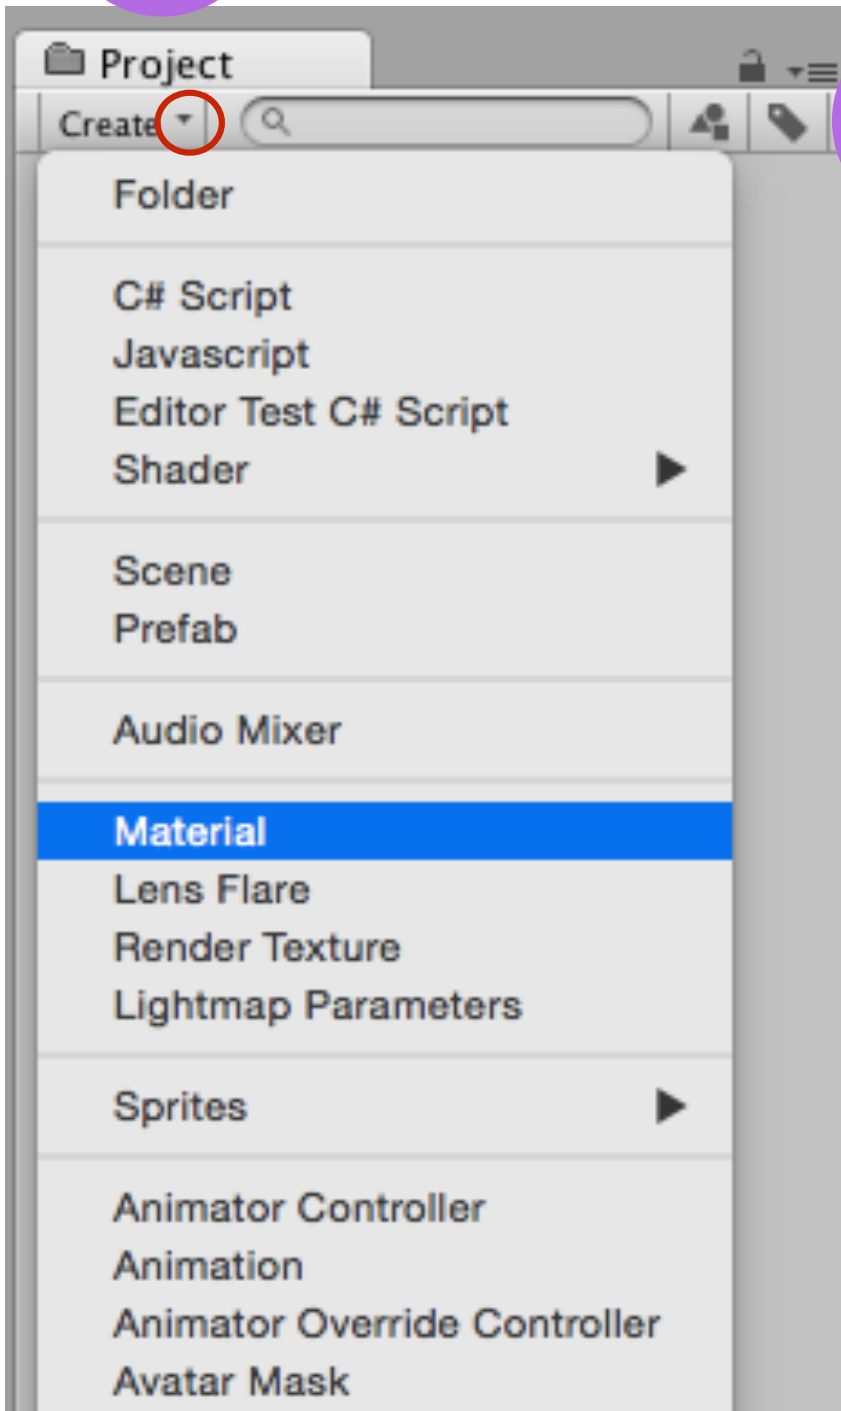 Project
Create
Folder
C# Script
Javascript
Editor Test C# Script
Shader
Scene
Prefab
Audio Mixer
Material
Lens Flare
Render Texture
Lightmap Parameters
Sprites
Animator Controller
Animation
Animator Override Controller
Avatar Mask